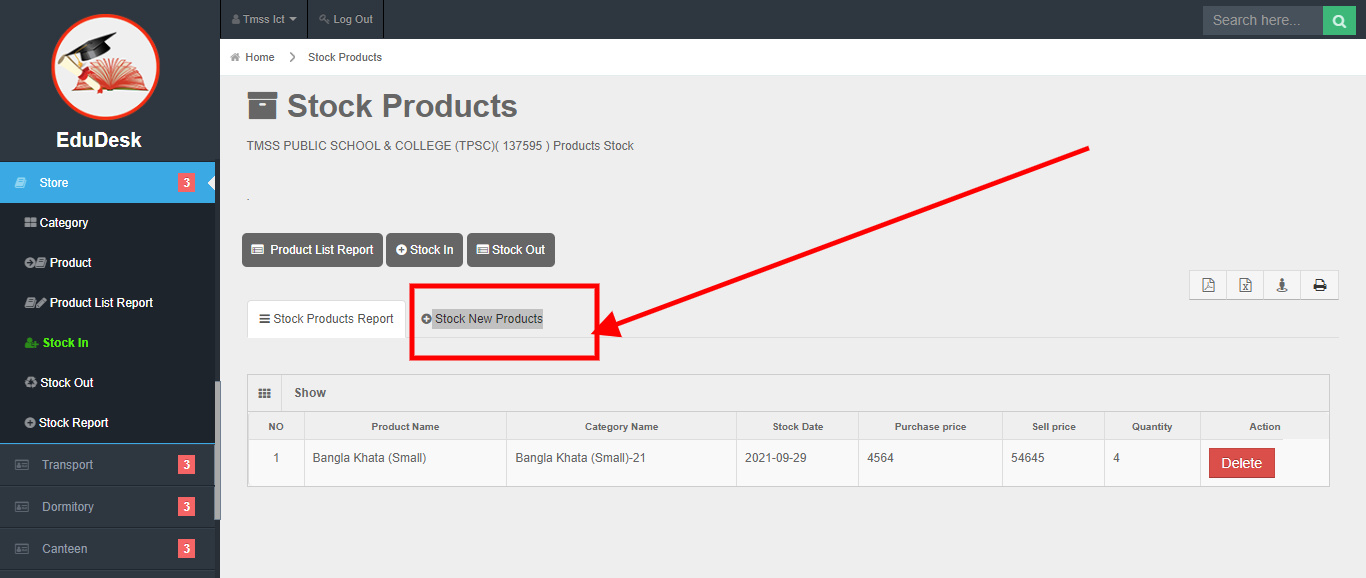 Tmss Ict
Log Out
Search here...
EduDesk
Home
Stock Products
Stock Products
TMSS PUBLIC SCHOOL & COLLEGE (TPSC)( 137595 ) Products Stock
.
Store 3
Category
Product
Product List Report
Stock In
Stock Out
Stock Report
Transport 3
Dormitory 3
Canteen 3
Product List Report
Stock In
Stock Out
Stock Products Report
Stock New Products
Show
NO Product Name Category Name Stock Date Purchase price Sell price Quantity Action
1 Bangla Khata (Small) Bangla Khata (Small)-21 2021-09-29 4564 54645 4 Delete